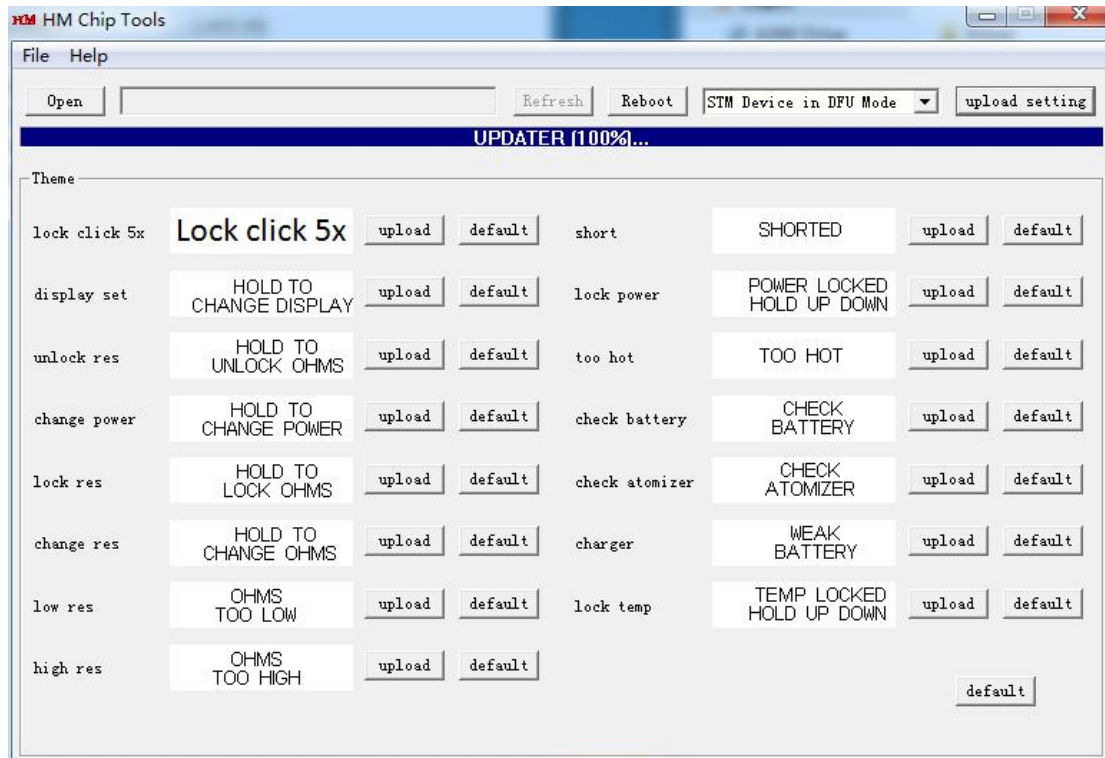 HM HM Chip Tools
File Help
Open Refresh Reboot STM Device in DFU Mode upload setting
UPDATER (100%)...
Theme
lock click 5x Lock click 5x upload default short SHORTED upload default
display set HOLD TO
CHANGE DISPLAY upload default lock power POWER LOCKED
HOLD UP DOWN upload default
unlock res HOLD TO
UNLOCK OHMS upload default too hot TOO HOT upload default
change power HOLD TO
CHANGE POWER upload default check battery CHECK
BATTERY upload default
lock res HOLD TO
LOCK OHMS upload default check atomizer CHECK
ATOMIZER upload default
change res HOLD TO
CHANGE OHMS upload default charger WEAK
BATTERY upload default
low res OHMS
TOO LOW upload default lock temp TEMP LOCKED
HOLD UP DOWN upload default
high res OHMS
TOO HIGH upload default
default